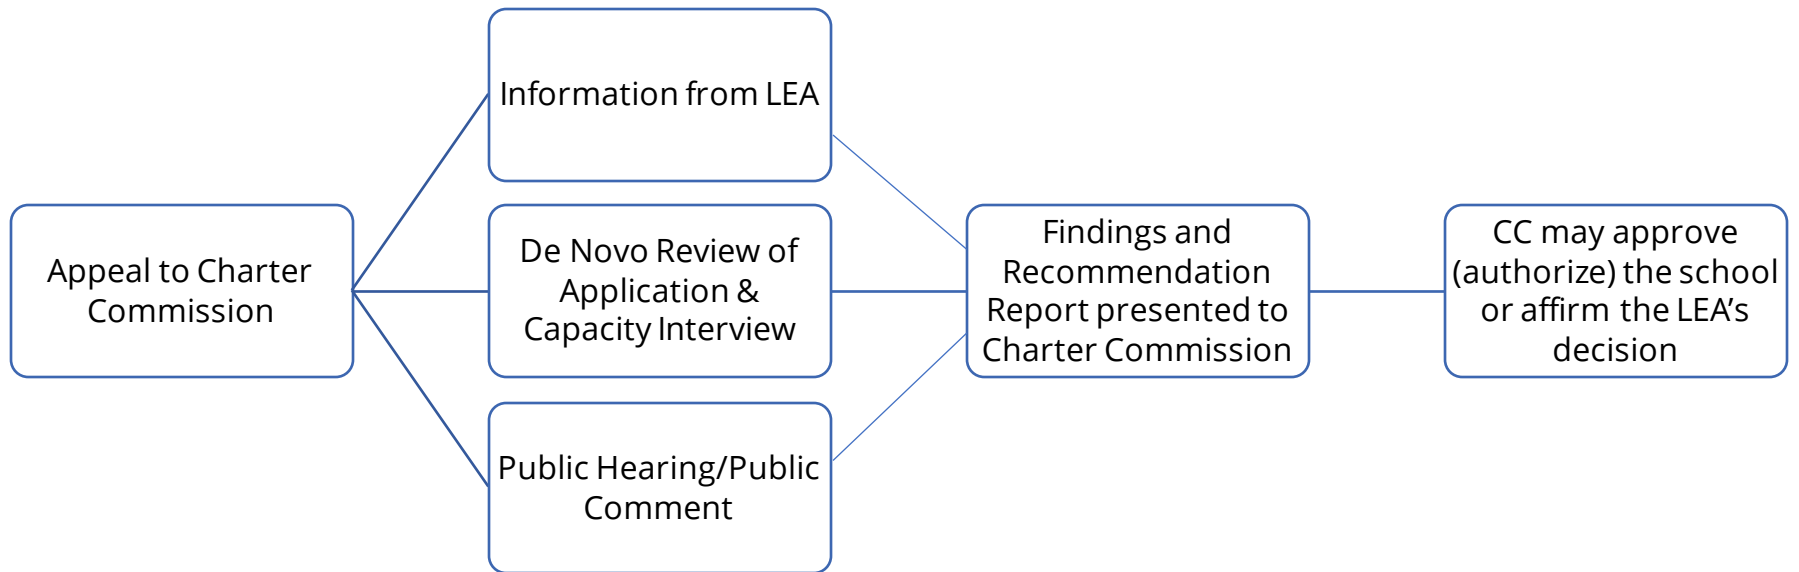 Appeal to Charter
Commission
Information from LEA
De Novo Review of
Application &
Capacity Interview
Public Hearing/Public
Comment
Findings and
Recommendation
Report presented to
Charter Commission
CC may approve
(authorize) the school
or affirm the LEA’s
decision